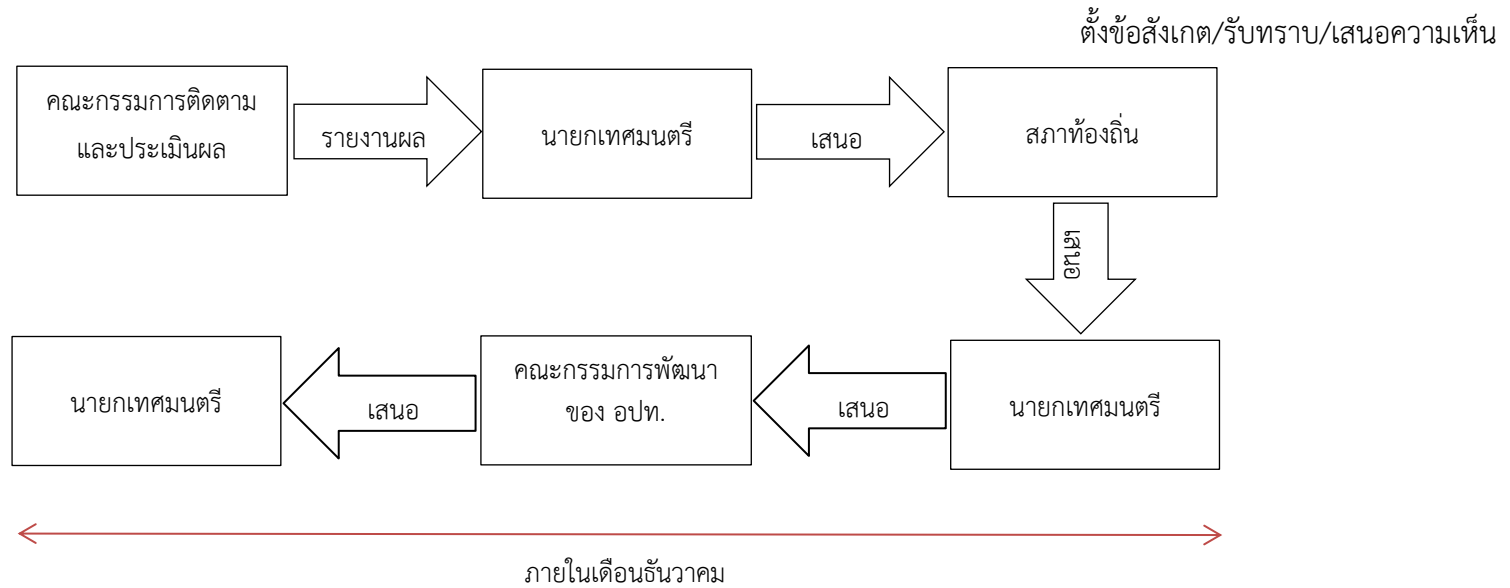 ตั้งข้อสังเกต/รับทราบ/เสนอความเห็น
คณะกรรมการติดตาม
และประเมินผล
รายงานผล
นายกเทศมนตรี
เสนอ
สภาท้องถิ่น
เสนอ
นายกเทศมนตรี
เสนอ
คณะกรรมการพัฒนา
ของ อปท.
เสนอ
นายกเทศมนตรี
ภายในเดือนธันวาคม